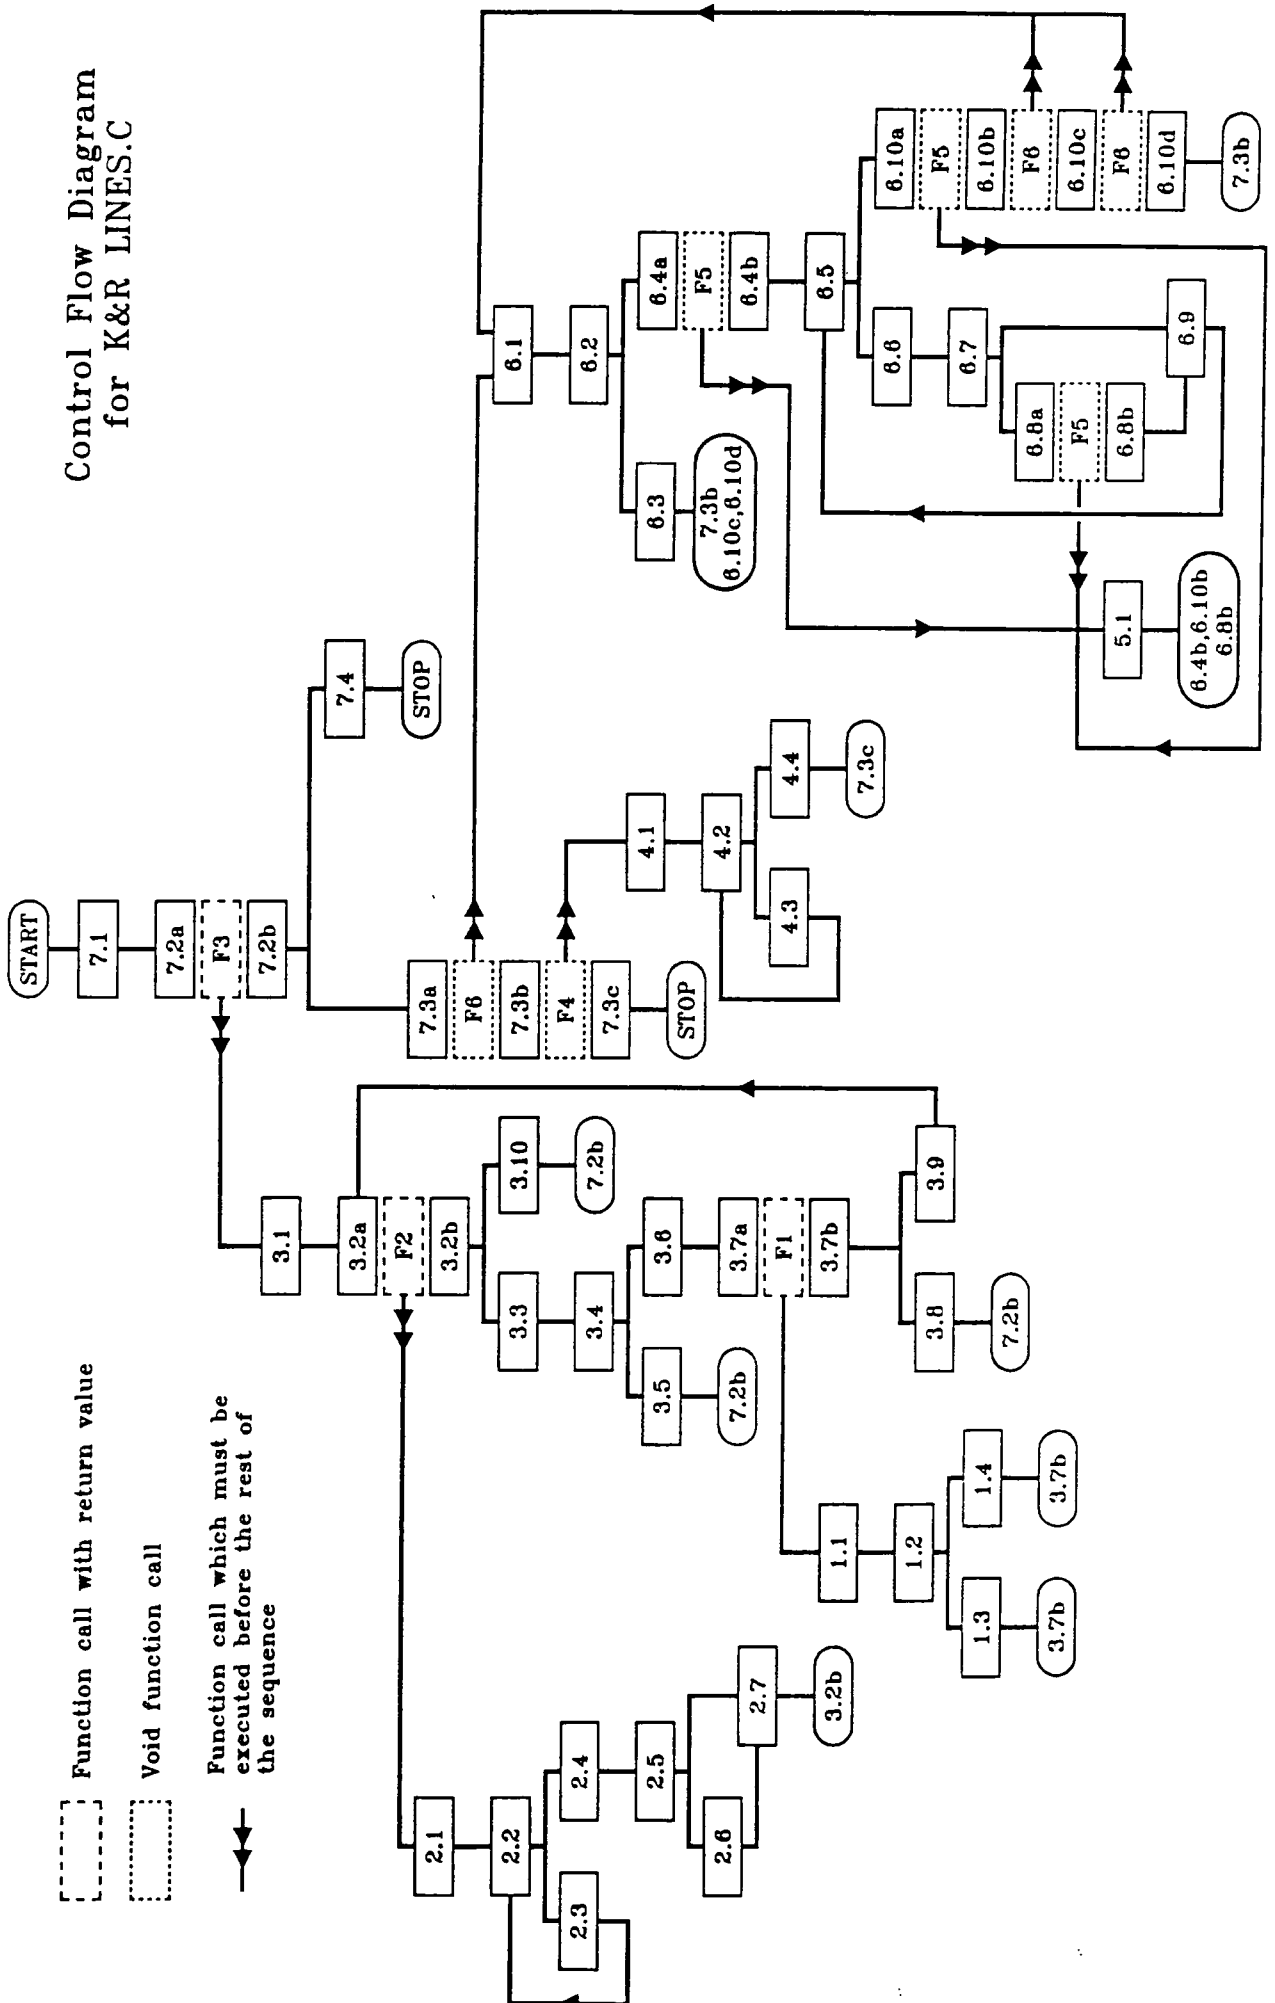 Control Flow Diagram
for K&R LINES.C
Function call with return value
Void function call
Function call which must be
executed before the rest of
the sequence
START
7.1
7.2a
F3
7.2b
7.3a
F6
7.3b
F4
7.3c
STOP
7.4
STOP
3.1
3.2a
F2
3.2b
3.3
3.10
7.2b
3.4
3.5
7.2b
3.6
3.7a
F1
3.7b
3.8
7.2b
3.9
2.1
2.2
2.3
2.4
2.5
2.6
2.7
3.2b
1.1
1.2
1.3
3.7b
1.4
3.7b
4.1
4.2
4.3
4.4
7.3c
6.1
6.2
6.3
7.3b
6.10c,6.10d
6.4a
F5
6.4b
6.5
6.6
6.7
6.8a
F5
6.8b
6.9
6.10a
F5
6.10b
F6
6.10c
F6
6.10d
7.3b
5.1
6.4b,6.10b
6.8b